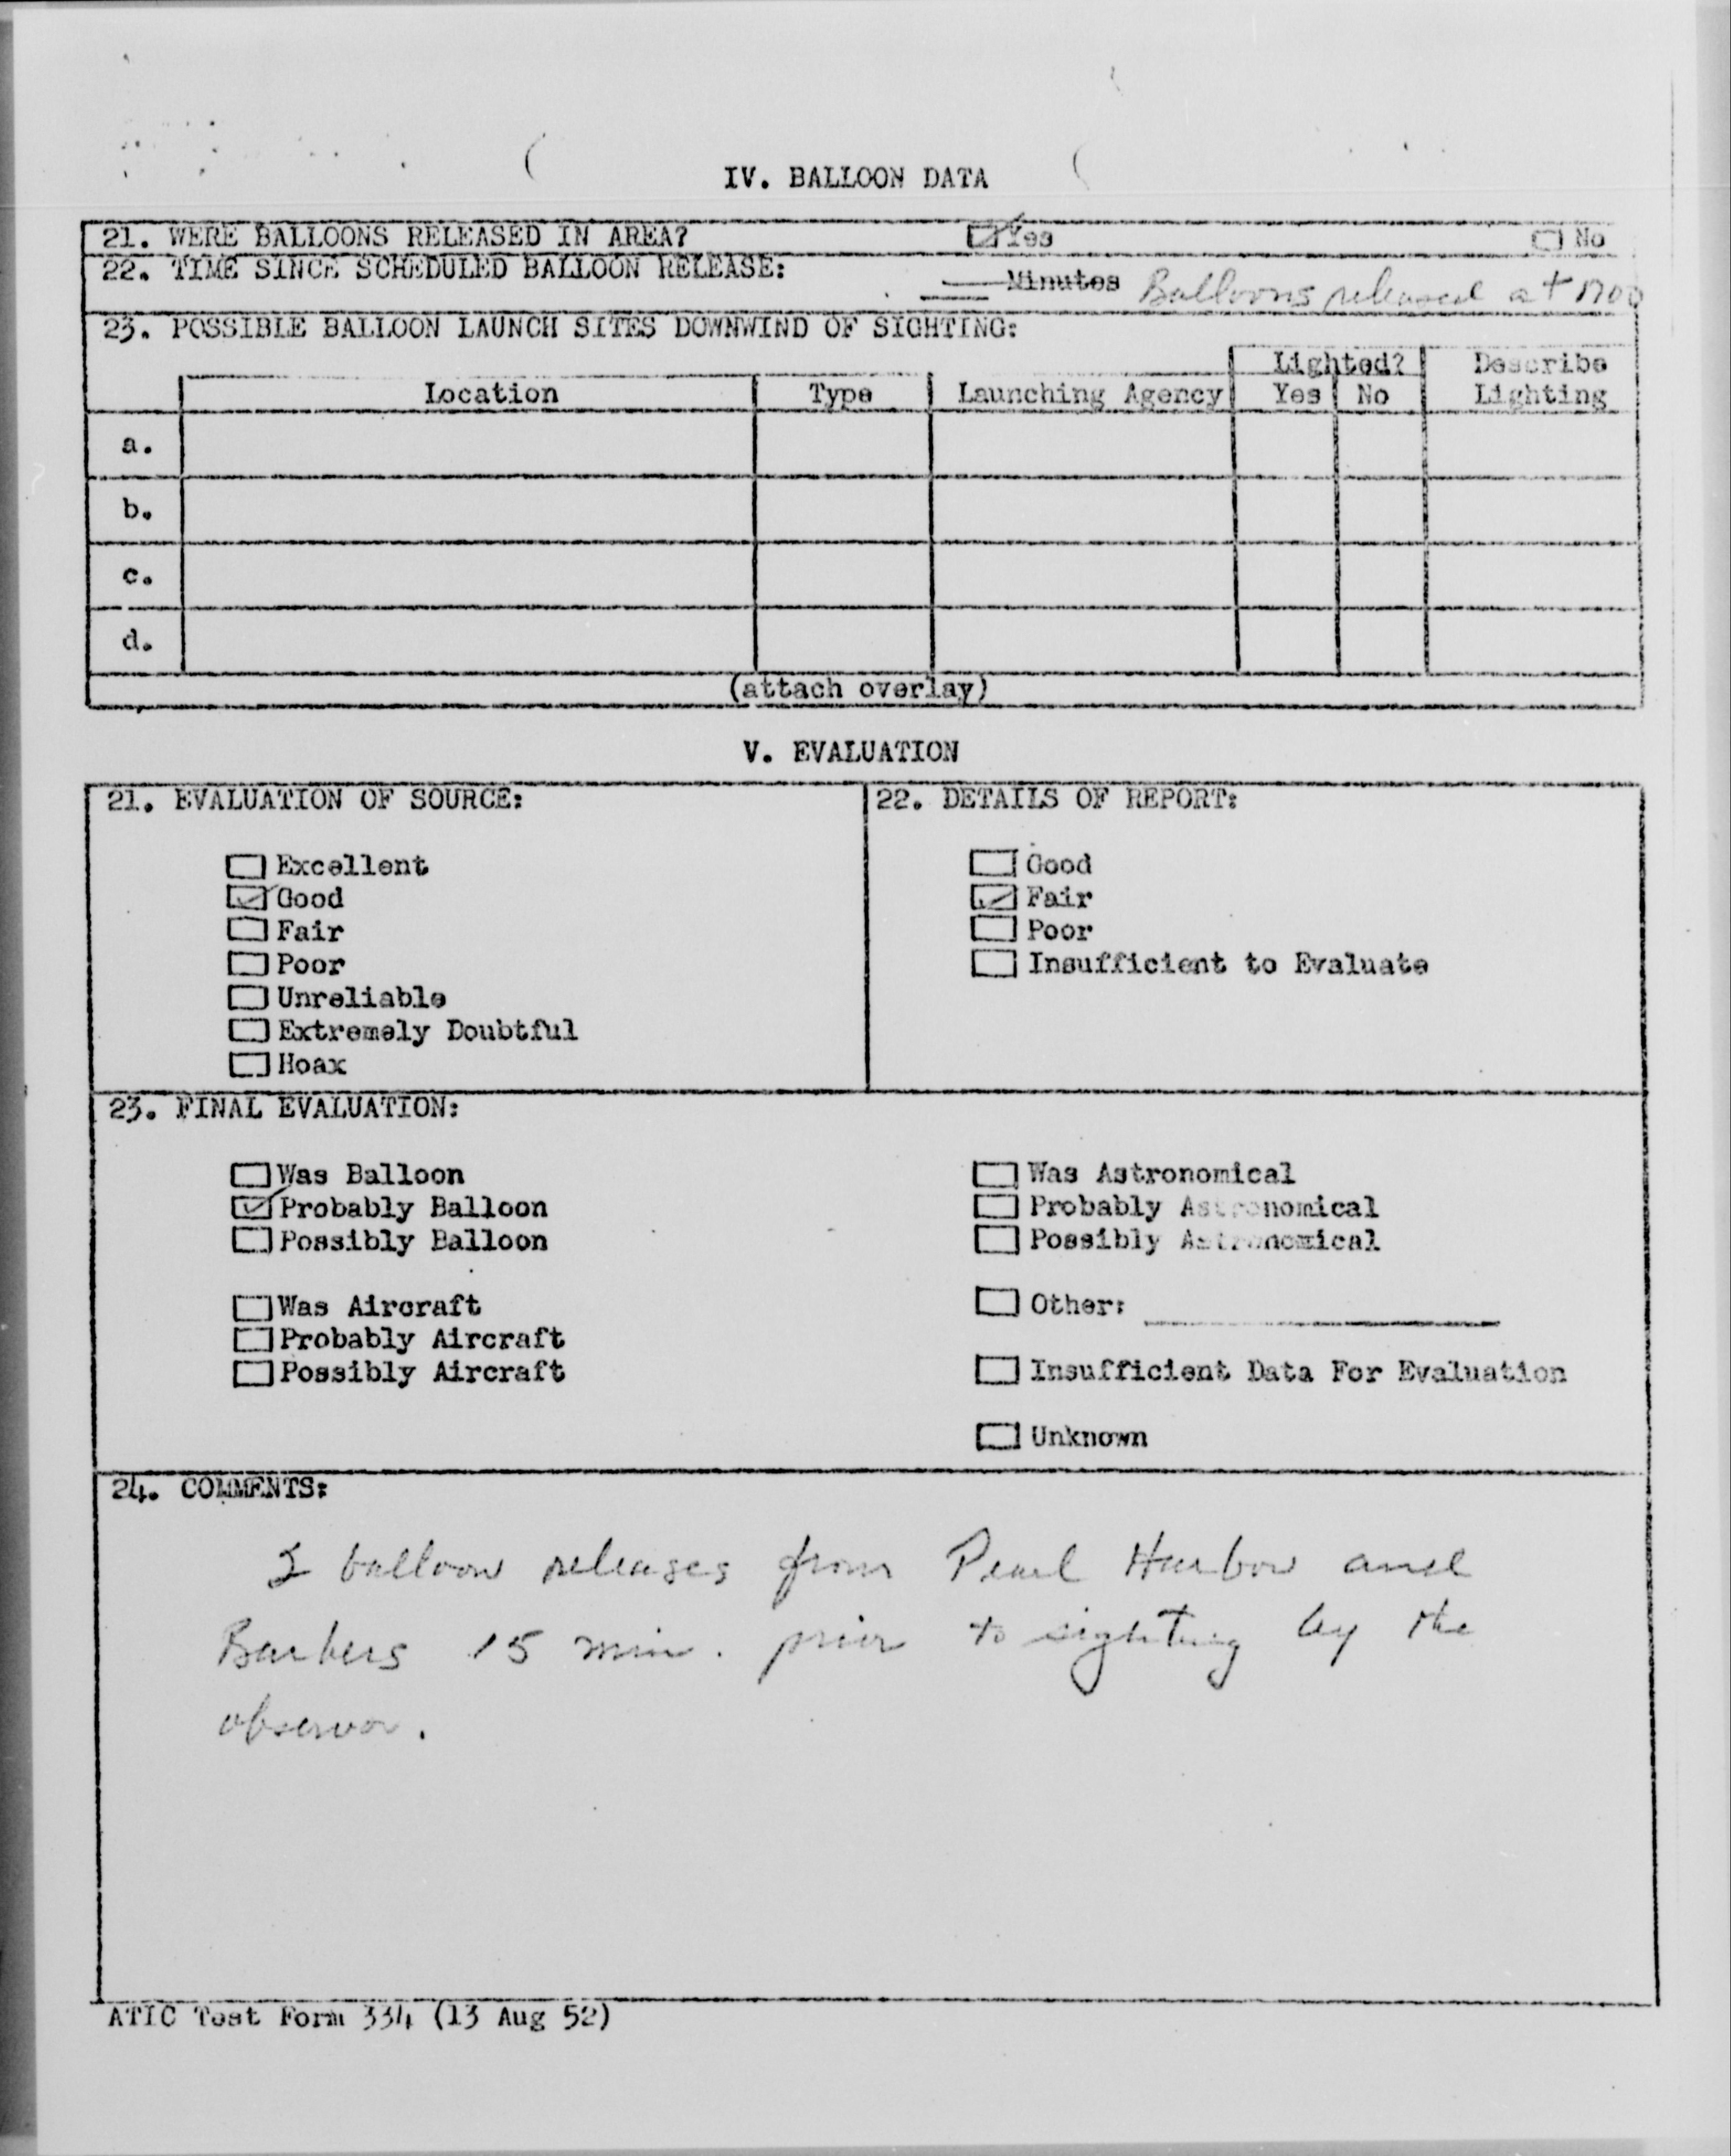 IV. BALLOON DATA
21. WERE BALLOONS RELEASED IN AREA? Yes No
22. TIME SINCE SCHEDULED BALLOON RELEASE: Minutes Balloons released at 1700
23. POSSIBLE BALLOON LAUNCH SITES DOWNWIND OF SIGHTING:
Lighted? Describe
Location Type Launching Agency Yes No Lighting
a.
b.
c.
d.
(attach overlay)
V. EVALUATION
21. EVALUATION OF SOURCE:
Excellent
Good
Fair
Poor
Unreliable
Extremely Doubtful
Hoax
22. DETAILS OF REPORT:
Good
Fair
Poor
Insufficient to Evaluate
23. FINAL EVALUATION:
Was Balloon
Probably Balloon
Possibly Balloon
Was Aircraft
Probably Aircraft
Possibly Aircraft
Was Astronomical
Probably Astronomical
Possibly Astronomical
Other:
Insufficient Data For Evaluation
Unknown
24. COMMENTS:
2 balloon releases from Pearl Harbor and
Barbers 15 min. prior to sighting by the
observor.
ATIC Test Form 334 (13 Aug 52)